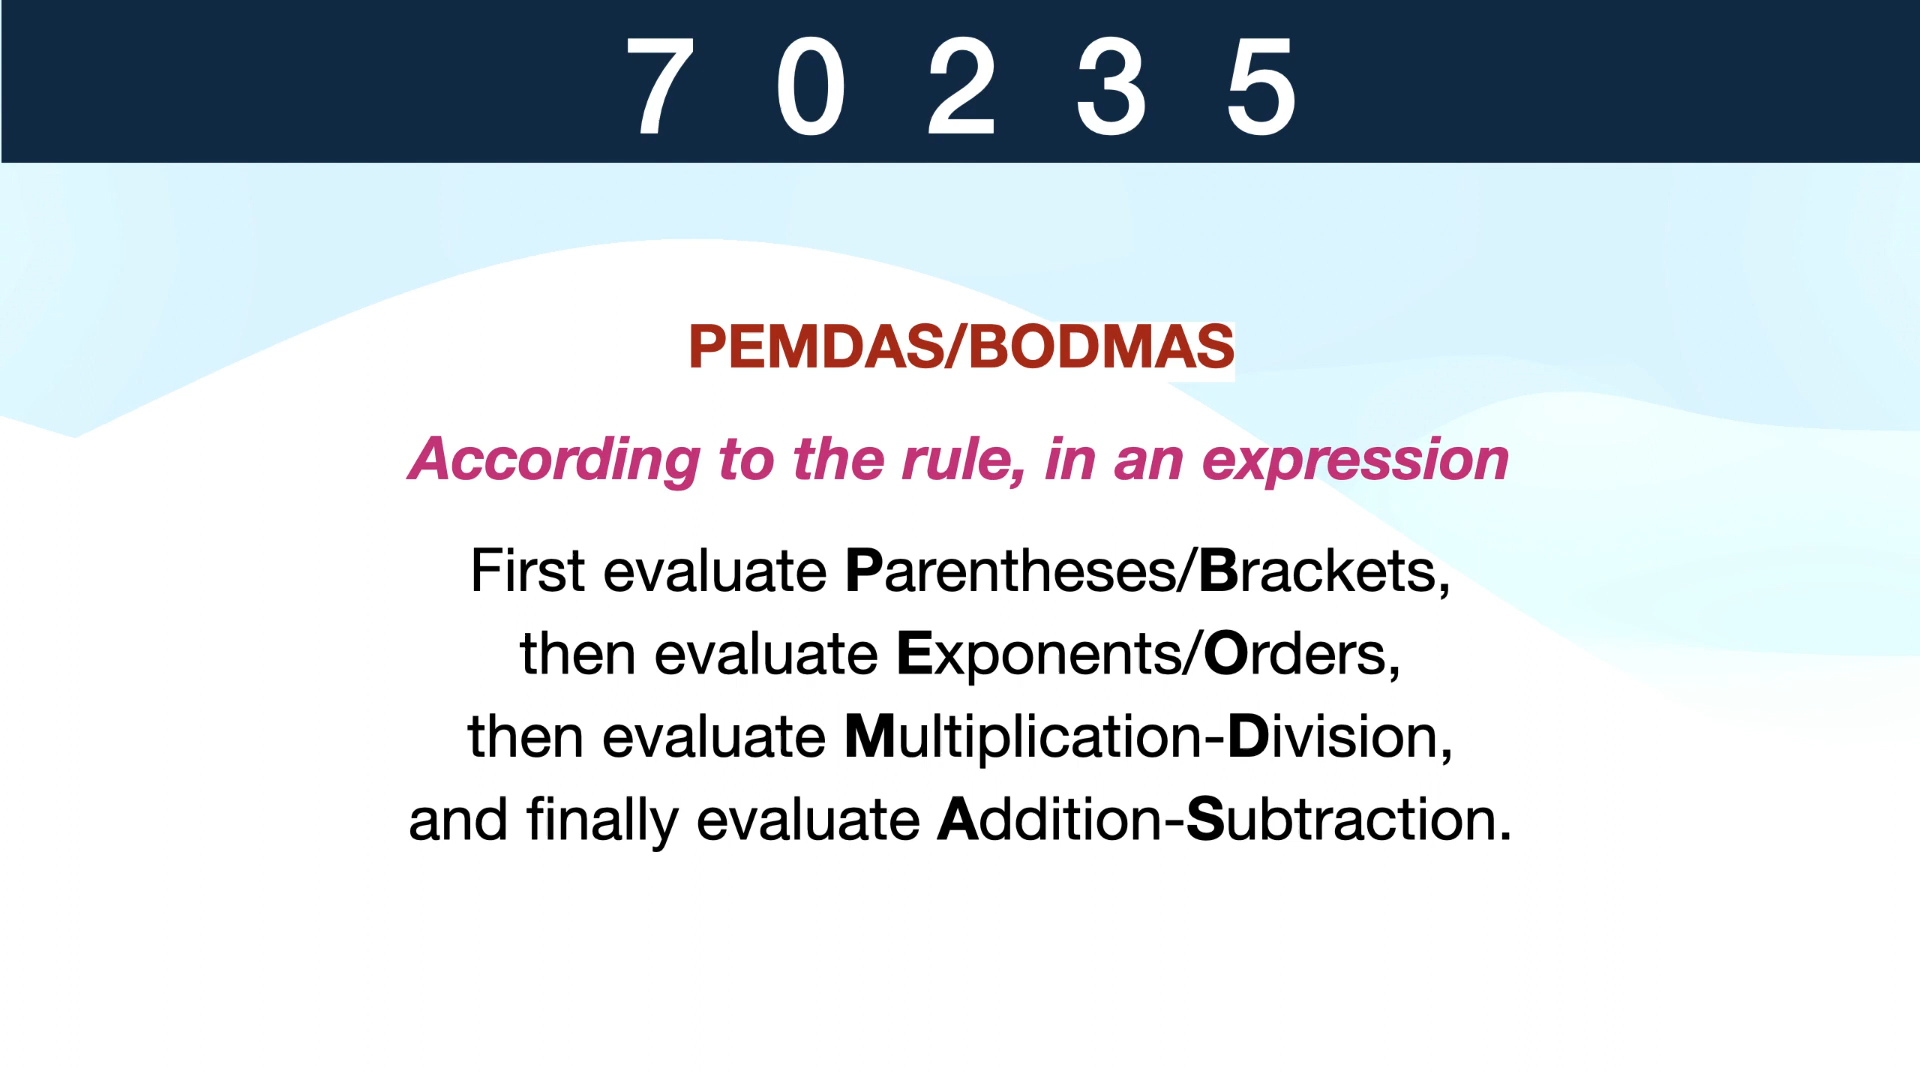 7 0 2 3 5
PEMDAS/BODMAS
According to the rule, in an expression
First evaluate Parentheses/Brackets,
then evaluate Exponents/Orders,
then evaluate Multiplication-Division,
and finally evaluate Addition-Subtraction.